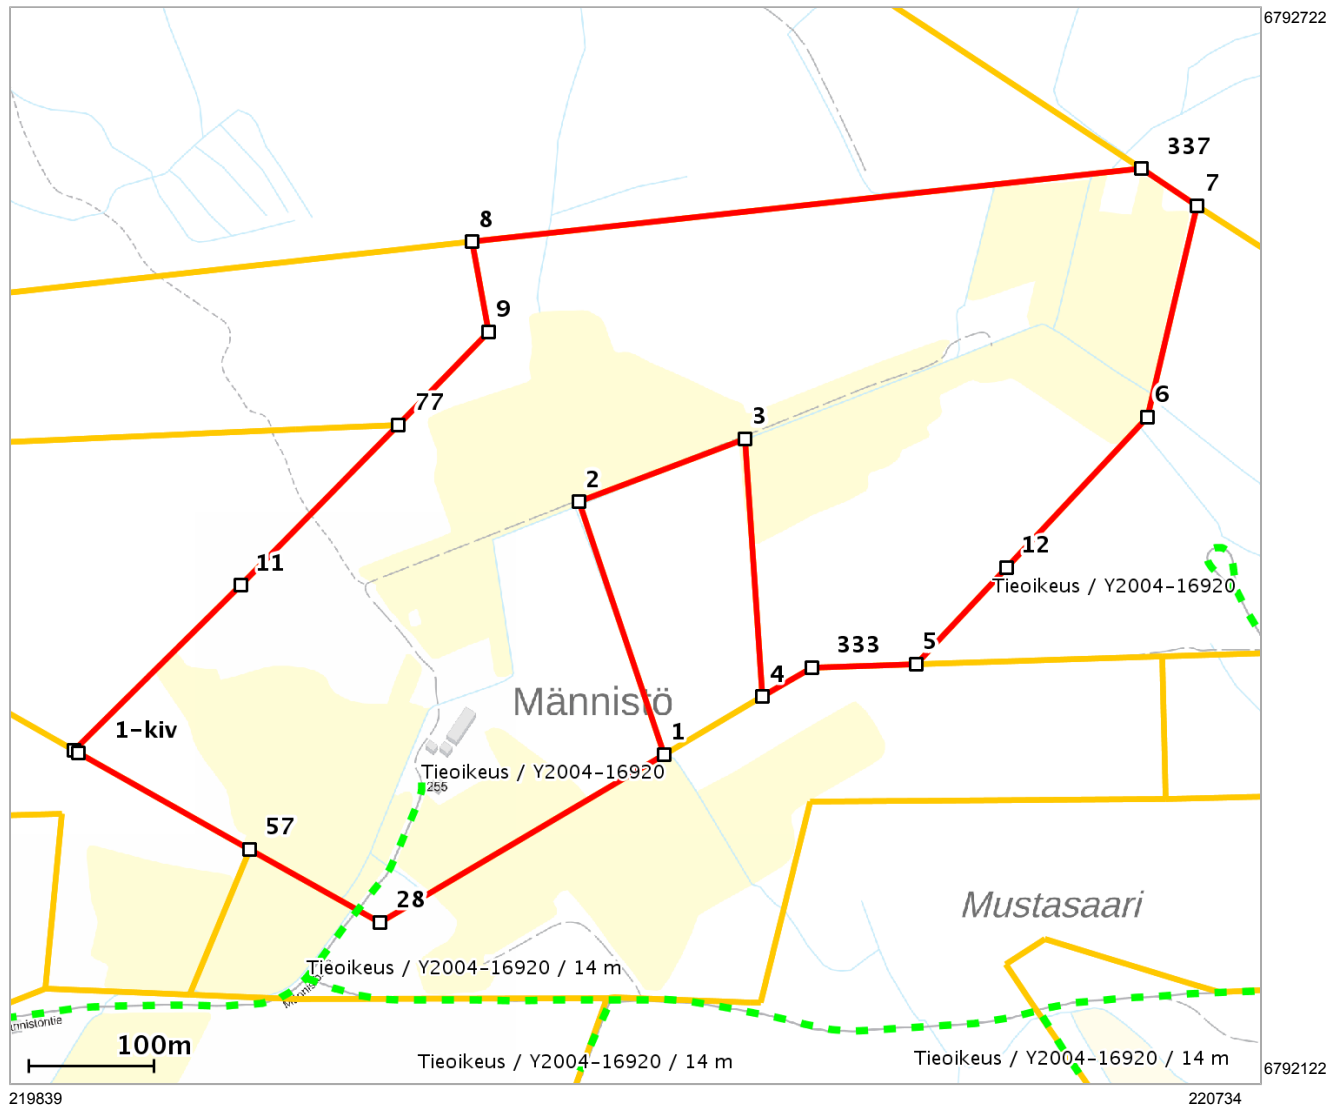 6792722
337
7
8
9
77
6
3
2
12
11
Tieoikeus / Y2004-16920
333
5
4
Männistö
1
1-kiv
Tieoikeus / Y2004-16920
255
57
28
Mustasaari
Tieoikeus / Y2004-16920 / 14 m
nnistöntie
100m
Tieoikeus / Y2004-16920 / 14 m
Tieoikeus / Y2004-16920 / 14 m
6792122
219839
220734